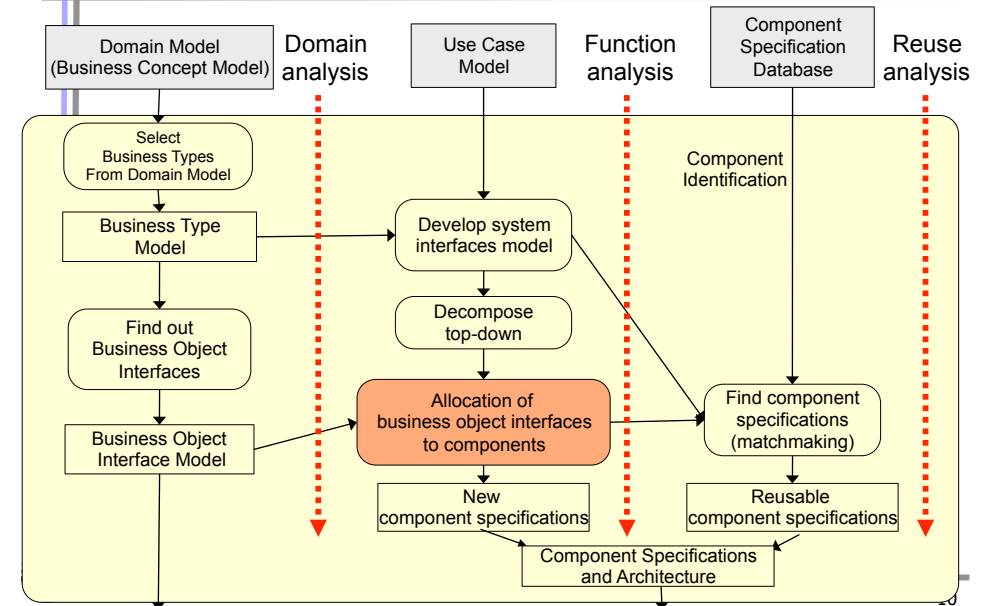 Domain Model
(Business Concept Model)
Domain
analysis
Use Case
Model
Function
analysis
Component
Specification
Database
Reuse
analysis
Select
Business Types
From Domain Model
Component
Identification
Business Type
Model
Develop system
interfaces model
Decompose
top-down
Find out
Business Object
Interfaces
Allocation of
business object interfaces
to components
Find component
specifications
(matchmaking)
Business Object
Interface Model
New
component specifications
Reusable
component specifications
Component Specifications
and Architecture